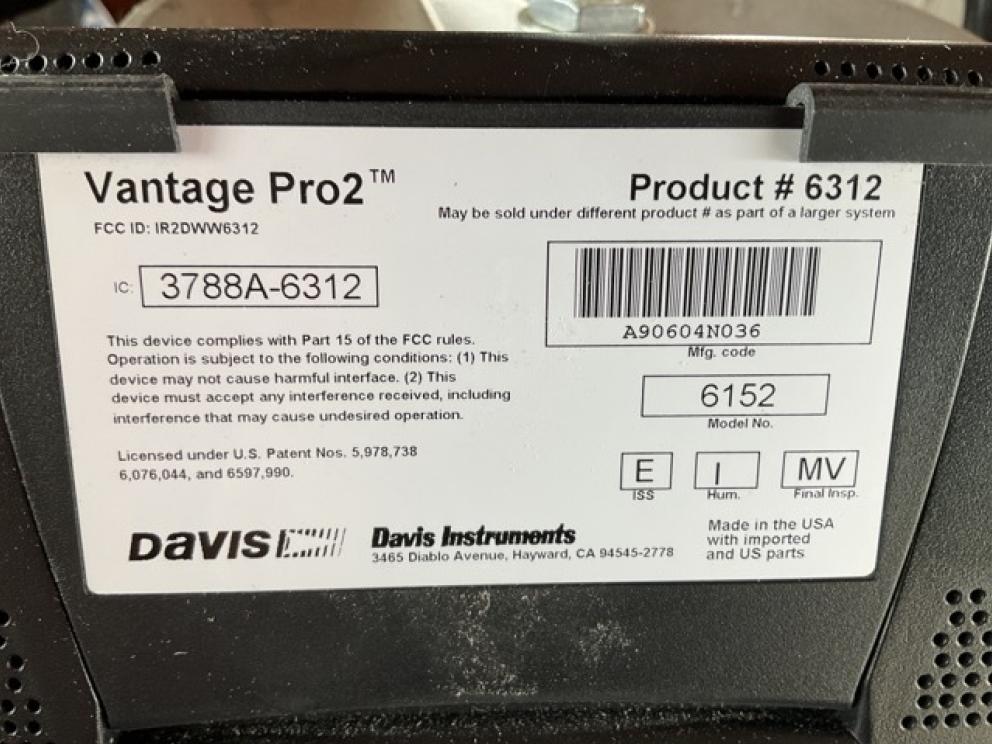 Vantage Pro2™
Product # 6312
May be sold under different product # as part of a larger system
FCC ID: IR2DWW6312
IC: 3788A-6312
A90604N036
Mfg. code
This device complies with Part 15 of the FCC rules.
Operation is subject to the following conditions: (1) This
device may not cause harmful interface. (2) This
device must accept any interference received, including
interference that may cause undesired operation.
6152
Model No.
Licensed under U.S. Patent Nos. 5,978,738
6,076,044, and 6597,990.
E I MV
ISS Hum. Final Insp.
DAVIS
Davis Instruments
3465 Diablo Avenue, Hayward, CA 94545-2778
Made in the USA
with imported
and US parts